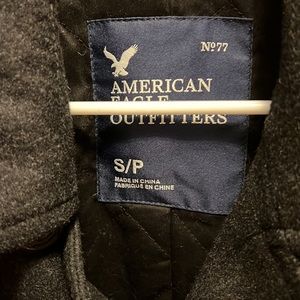 Nº77
AMERICAN
EAGLE
OUTFITTERS
S/P
MADE IN CHINA
FABRIQUÉ EN CHINE